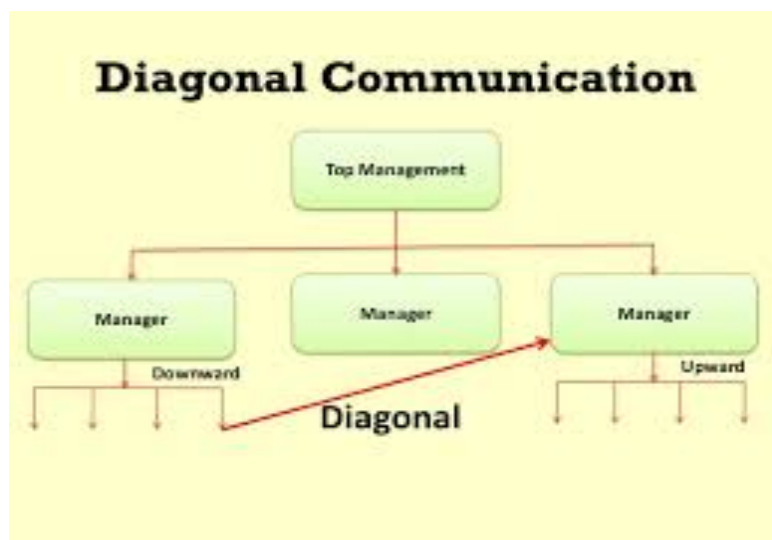 Diagonal Communication
Top Management
Manager
Manager
Manager
Downward
Upward
Diagonal